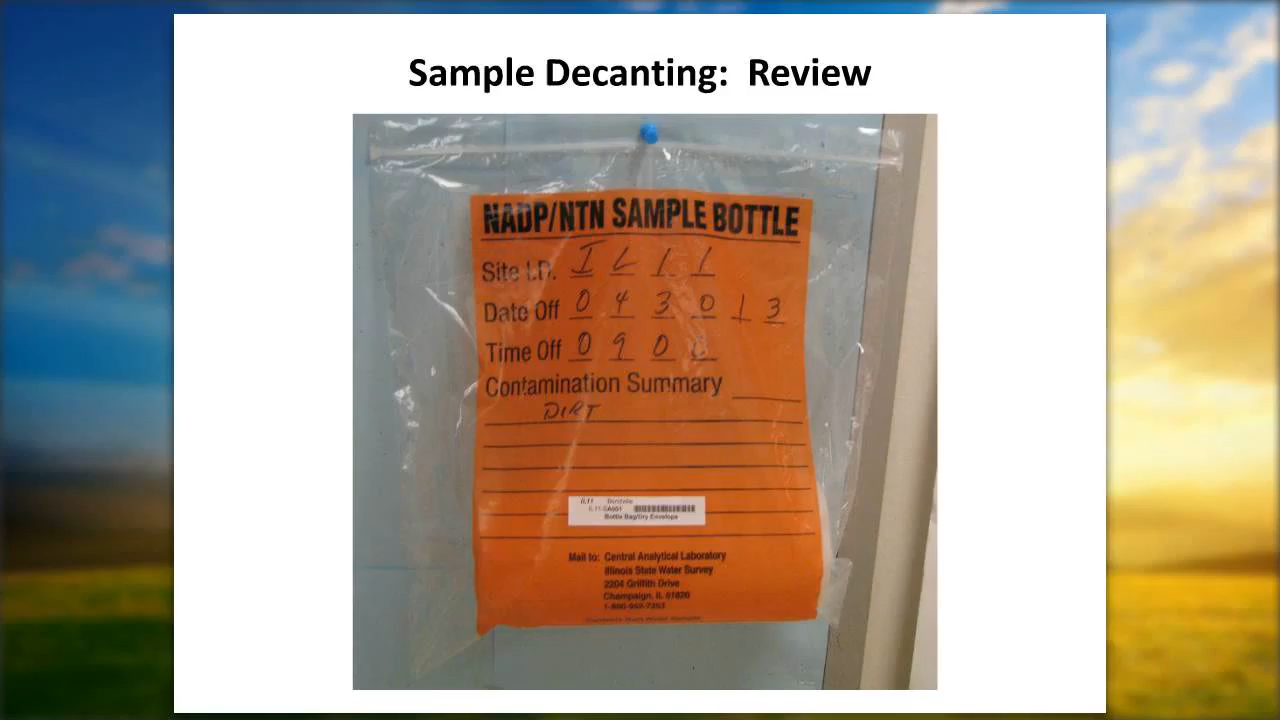 Sample Decanting: Review
NADP/NTN SAMPLE BOTTLE
Site I.D. I L 1 1
Date Off 0 4 3 0 1 3
Time Off 0 9 0 0
Contamination Summary
DIRT
IL11
Bottle Bag/Dry Envelope
Mail to: Central Analytical Laboratory
Illinois State Water Survey
2204 Griffith Drive
Champaign, IL 61820